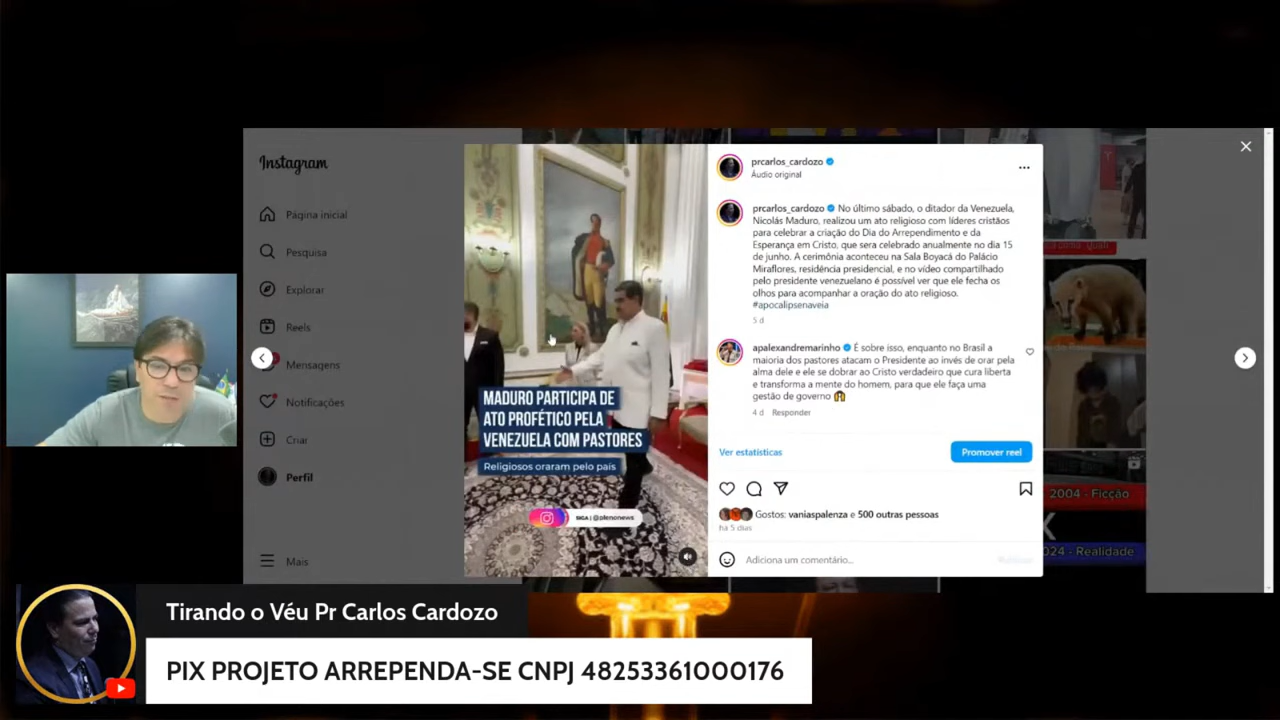 Instagram
Página inicial
Pesquisa
Explorar
Reels
Mensagens
Notificações
Criar
Perfil
Mais
MADURO PARTICIPA DE
ATO PROFÉTICO PELA
VENEZUELA COM PASTORES
Religiosos oraram pelo país
SIGA | @plenonews
prcarlos_cardozo
Áudio original
prcarlos_cardozo No último sábado, o ditador da Venezuela,
Nicolás Maduro, realizou um ato religioso com líderes cristãos
para celebrar a criação do Dia do Arrependimento e da
Esperança em Cristo, que sera celebrado anualmente no dia 15
de junho. A cerimônia aconteceu na Sala Boyacá do Palácio
Miraflores, residência presidencial, e no vídeo compartilhado
pelo presidente venezuelano é possível ver que ele fecha os
olhos para acompanhar a oração do ato religioso.
#apocalipsenaveia
5 d
apalexandremarinho É sobre isso, enquanto no Brasil a
maioria dos pastores atacam o Presidente ao invés de orar pela
alma dele e ele se dobrar ao Cristo verdadeiro que cura liberta
e transforma a mente do homem, para que ele faça uma
gestão de governo
4 d Responder
Ver estatísticas
Promover reel
Gostos: vaniaspalenza e 500 outras pessoas
há 5 dias
Adiciona um comentário...
2004 - Ficção
X
024 - Realidade
Tirando o Véu Pr Carlos Cardozo
PIX PROJETO ARREPENDA-SE CNPJ 48253361000176